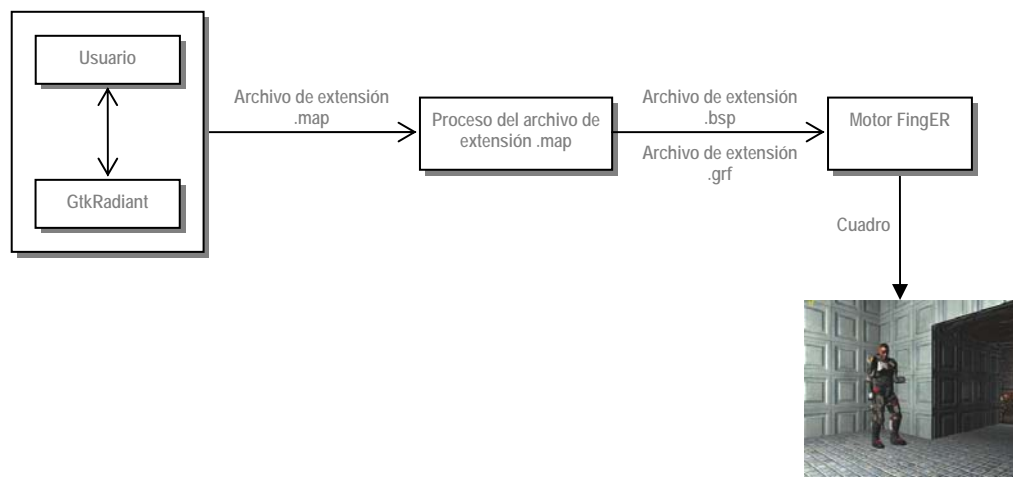 Usuario
GtkRadiant
Archivo de extensión
.map
Proceso del archivo de
extensión .map
Archivo de extensión
.bsp
Archivo de extensión
.grf
Motor FingER
Cuadro